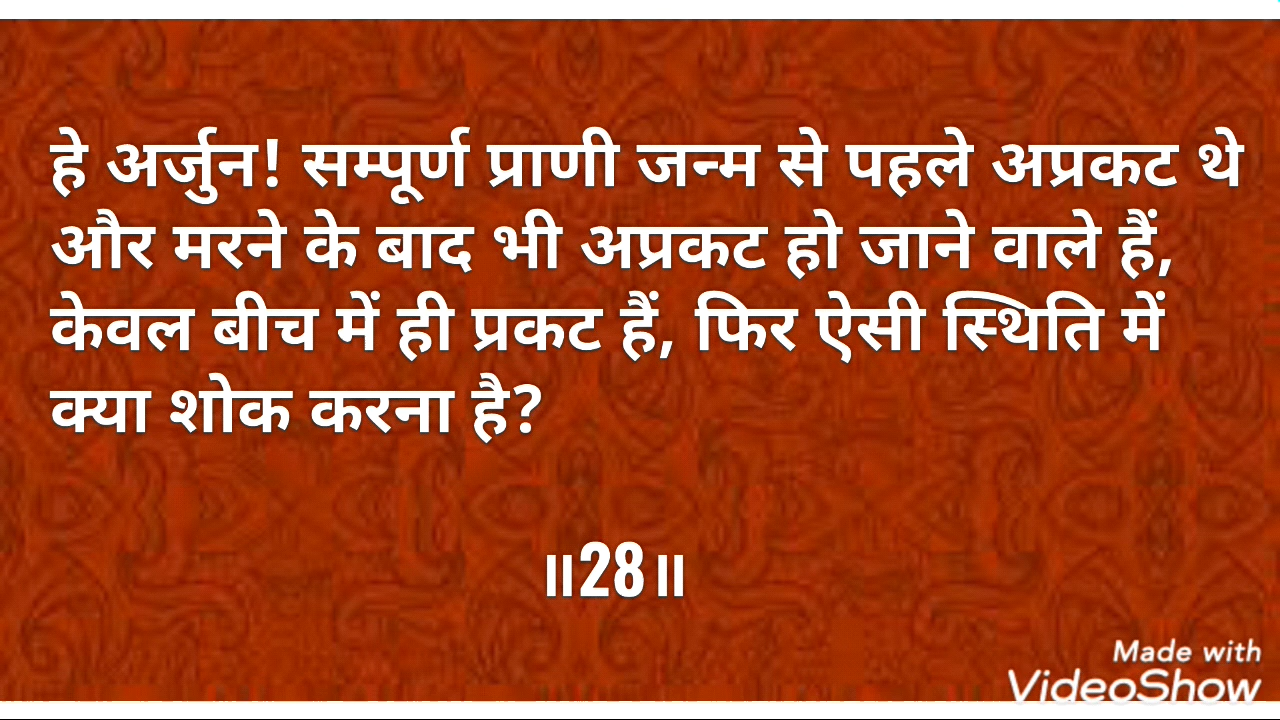 हे अर्जुन! सम्पूर्ण प्राणी जन्म से पहले अप्रकट थे
और मरने के बाद भी अप्रकट हो जाने वाले हैं,
केवल बीच में ही प्रकट हैं, फिर ऐसी स्थिति में
क्या शोक करना है?
॥28॥
Made with
VideoShow